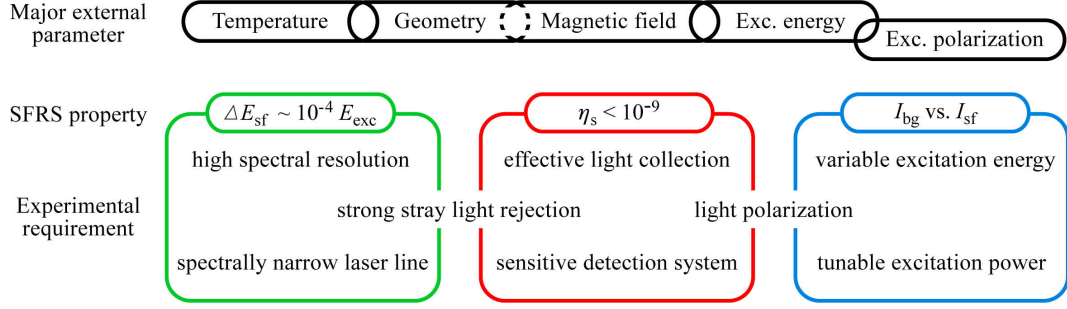 Major external
parameter
Temperature
Geometry
Magnetic field
Exc. energy
Exc. polarization
SFRS property
△E_sf ~ 10^-4 E_exc
η_s < 10^-9
I_bg vs. I_sf
Experimental
requirement
high spectral resolution
effective light collection
variable excitation energy
strong stray light rejection
light polarization
spectrally narrow laser line
sensitive detection system
tunable excitation power